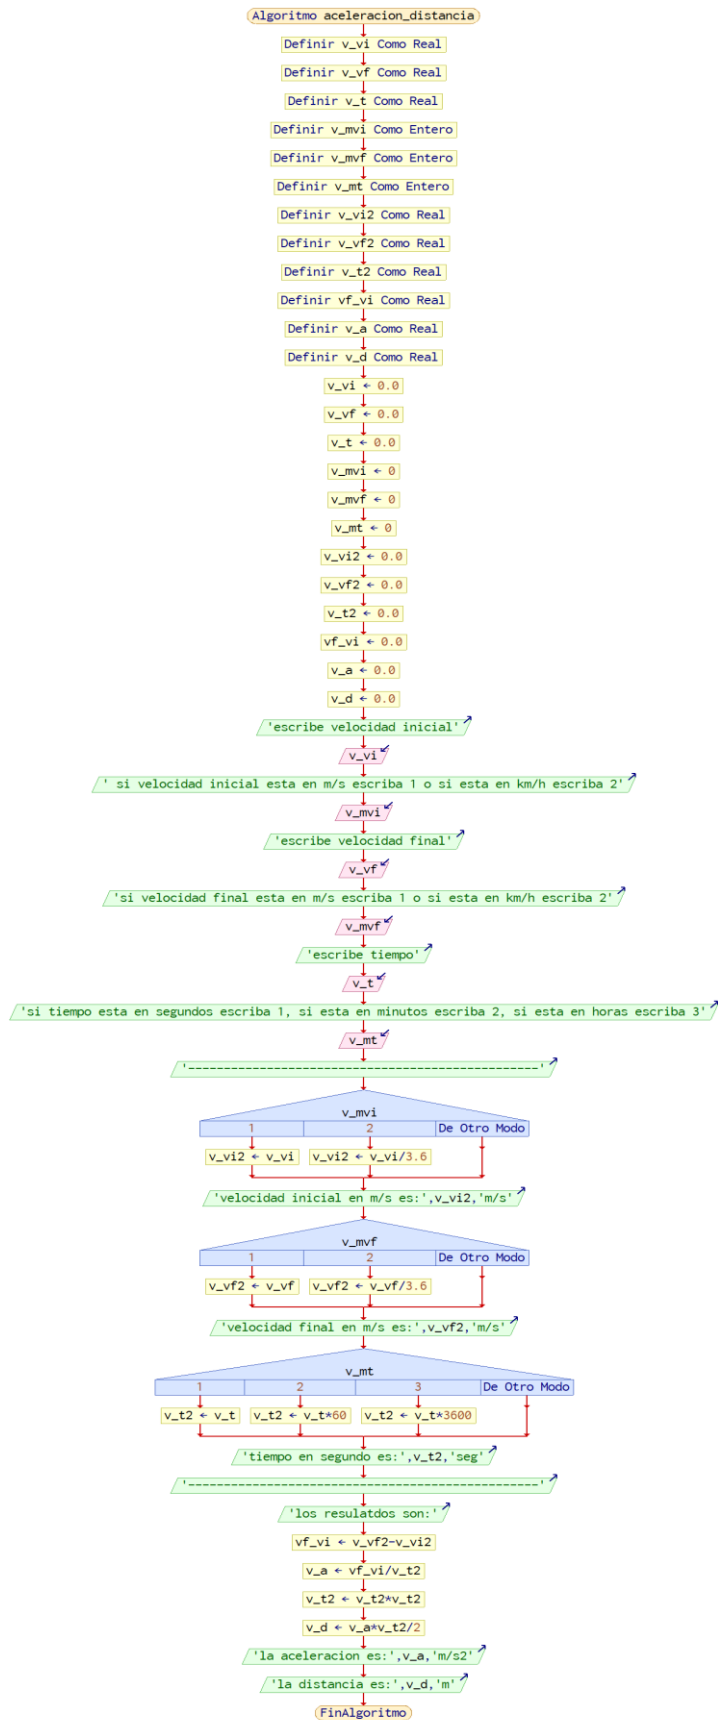 Algoritmo aceleracion_distancia
Definir v_vi Como Real
Definir v_vf Como Real
Definir v_t Como Real
Definir v_mvi Como Entero
Definir v_mvf Como Entero
Definir v_mt Como Entero
Definir v_vi2 Como Real
Definir v_vf2 Como Real
Definir v_t2 Como Real
Definir vf_vi Como Real
Definir v_a Como Real
Definir v_d Como Real
v_vi ← 0.0
v_vf ← 0.0
v_t ← 0.0
v_mvi ← 0
v_mvf ← 0
v_mt ← 0
v_vi2 ← 0.0
v_vf2 ← 0.0
v_t2 ← 0.0
vf_vi ← 0.0
v_a ← 0.0
v_d ← 0.0
'escribe velocidad inicial'
v_vi
' si velocidad inicial esta en m/s escriba 1 o si esta en km/h escriba 2'
v_mvi
'escribe velocidad final'
v_vf
'si velocidad final esta en m/s escriba 1 o si esta en km/h escriba 2'
v_mvf
'escribe tiempo'
v_t
'si tiempo esta en segundos escriba 1, si esta en minutos escriba 2, si esta en horas escriba 3'
v_mt
'-------------------------------------------------'
v_mvi
1 2 De Otro Modo
v_vi2 ← v_vi v_vi2 ← v_vi/3.6
'velocidad inicial en m/s es:',v_vi2,'m/s'
v_mvf
1 2 De Otro Modo
v_vf2 ← v_vf v_vf2 ← v_vf/3.6
'velocidad final en m/s es:',v_vf2,'m/s'
v_mt
1 2 3 De Otro Modo
v_t2 ← v_t v_t2 ← v_t*60 v_t2 ← v_t*3600
'tiempo en segundo es:',v_t2,'seg'
'-------------------------------------------------'
'los resulatdos son:'
vf_vi ← v_vf2-v_vi2
v_a ← vf_vi/v_t2
v_t2 ← v_t2*v_t2
v_d ← v_a*v_t2/2
'la aceleracion es:',v_a,'m/s2'
'la distancia es:',v_d,'m'
FinAlgoritmo